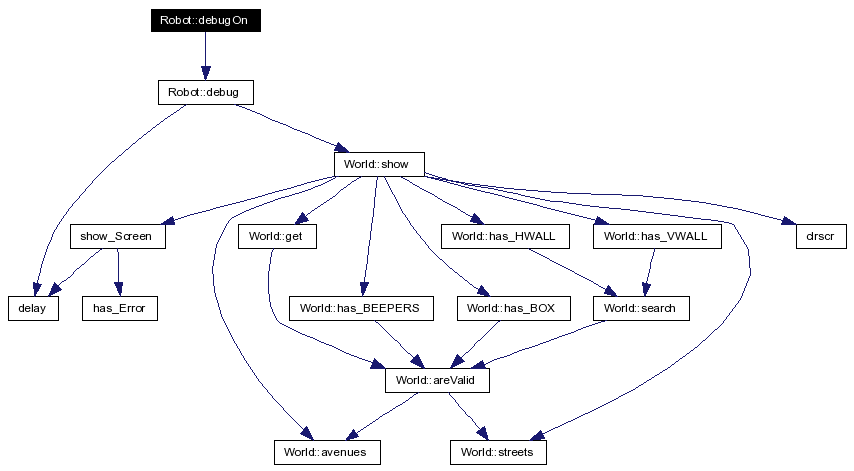 Robot::debugOn
Robot::debug
World::show
show_Screen
World::get
World::has_HWALL
World::has_VWALL
clrscr
delay
has_Error
World::has_BEEPERS
World::has_BOX
World::search
World::areValid
World::avenues
World::streets